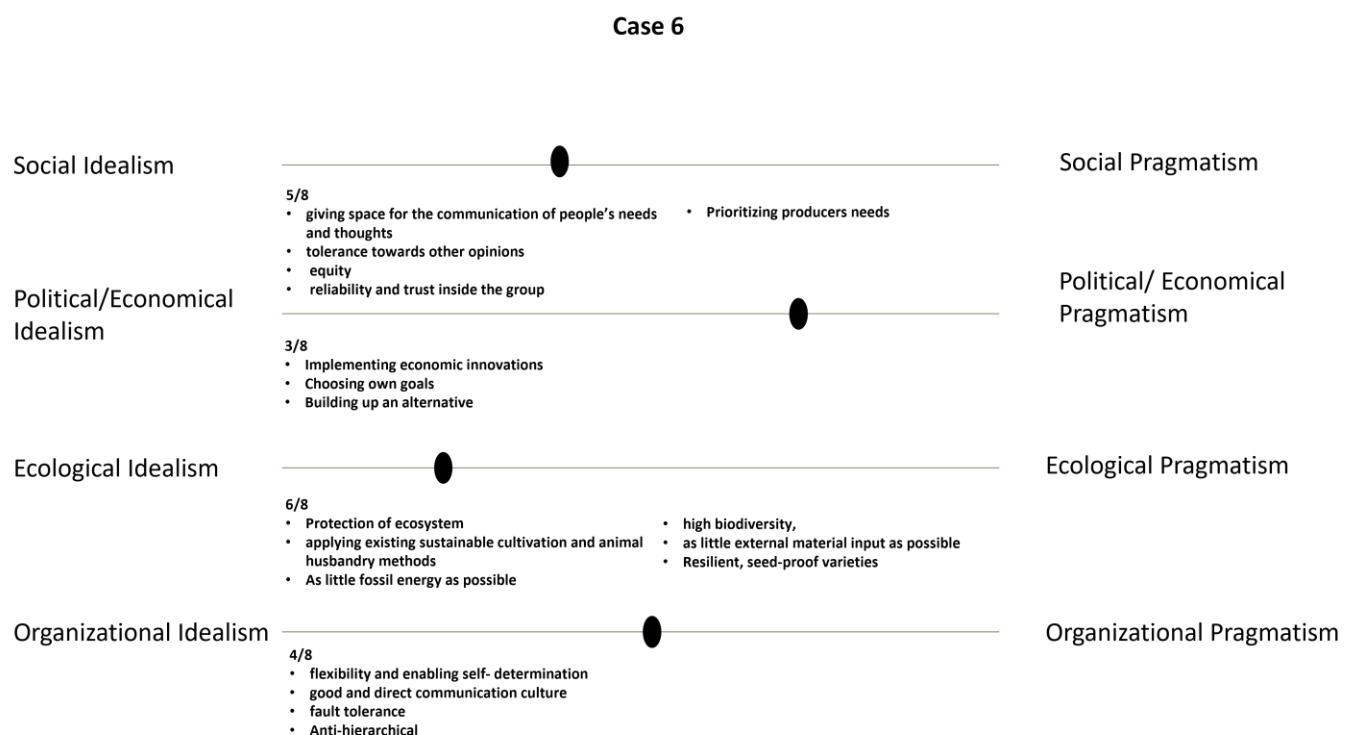 Case 6
Social Idealism
Social Pragmatism
5/8
• giving space for the communication of people's needs
and thoughts
• tolerance towards other opinions
• equity
• reliability and trust inside the group
• Prioritizing producers needs
Political/Economical
Idealism
Political/ Economical
Pragmatism
3/8
• Implementing economic innovations
• Choosing own goals
• Building up an alternative
Ecological Idealism
Ecological Pragmatism
6/8
• Protection of ecosystem
• applying existing sustainable cultivation and animal
husbandry methods
• As little fossil energy as possible
• high biodiversity,
• as little external material input as possible
• Resilient, seed-proof varieties
Organizational Idealism
Organizational Pragmatism
4/8
• flexibility and enabling self- determination
• good and direct communication culture
• fault tolerance
• Anti-hierarchical